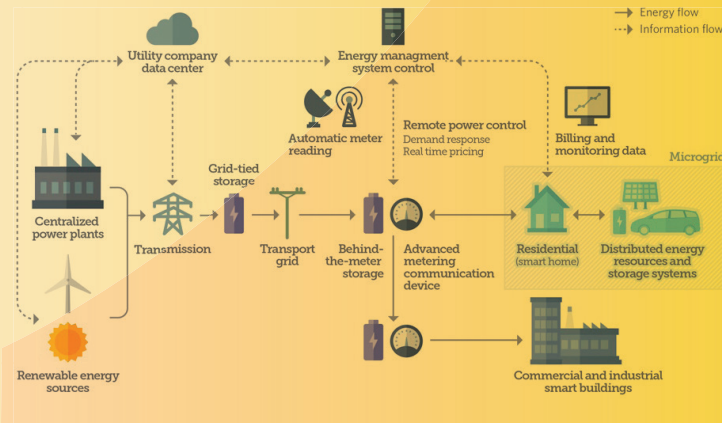 Energy flow
Information flow
Utility company
data center
Energy managment
system control
Automatic meter
reading
Remote power control
Demand response
Real time pricing
Billing and
monitoring data
Microgrid
Grid-tied
storage
Centralized
power plants
Transmission
Transport
grid
Behind-
the-meter
storage
Advanced
metering
communication
device
Residential
(smart home)
Distributed energy
resources and
storage systems
Renewable energy
sources
Commercial and industrial
smart buildings